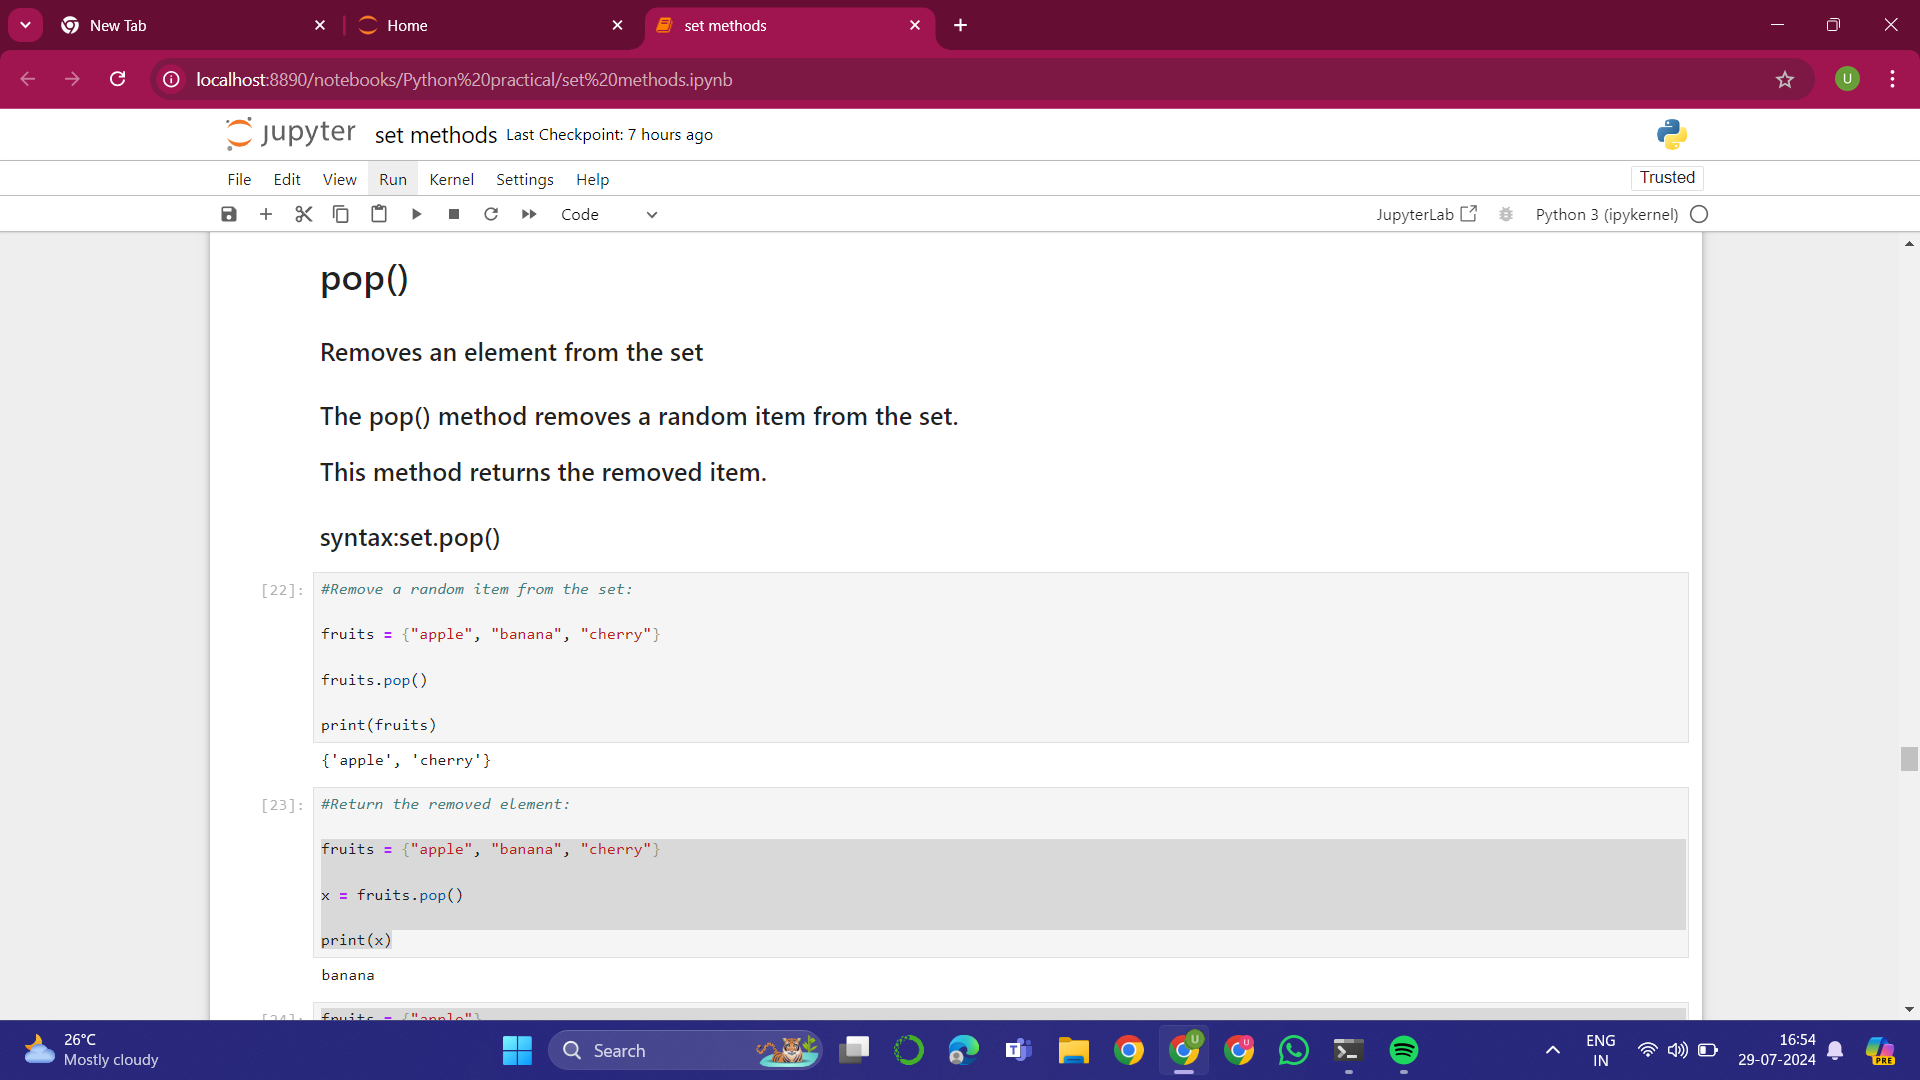 New Tab
Home
set methods
localhost:8890/notebooks/Python%20practical/set%20methods.ipynb
U
jupyter set methods Last Checkpoint: 7 hours ago
File Edit View Run Kernel Settings Help
Trusted
Code
JupyterLab
Python 3 (ipykernel)
pop()
Removes an element from the set
The pop() method removes a random item from the set.
This method returns the removed item.
syntax:set.pop()
[22]:
#Remove a random item from the set:
fruits = {"apple", "banana", "cherry"}
fruits.pop()
print(fruits)
{'apple', 'cherry'}
[23]:
#Return the removed element:
fruits = {"apple", "banana", "cherry"}
x = fruits.pop()
print(x)
banana
[24]:
fruits = {"apple"}
26°C
Mostly cloudy
Search
U
U
ENG
IN
16:54
29-07-2024
PRE